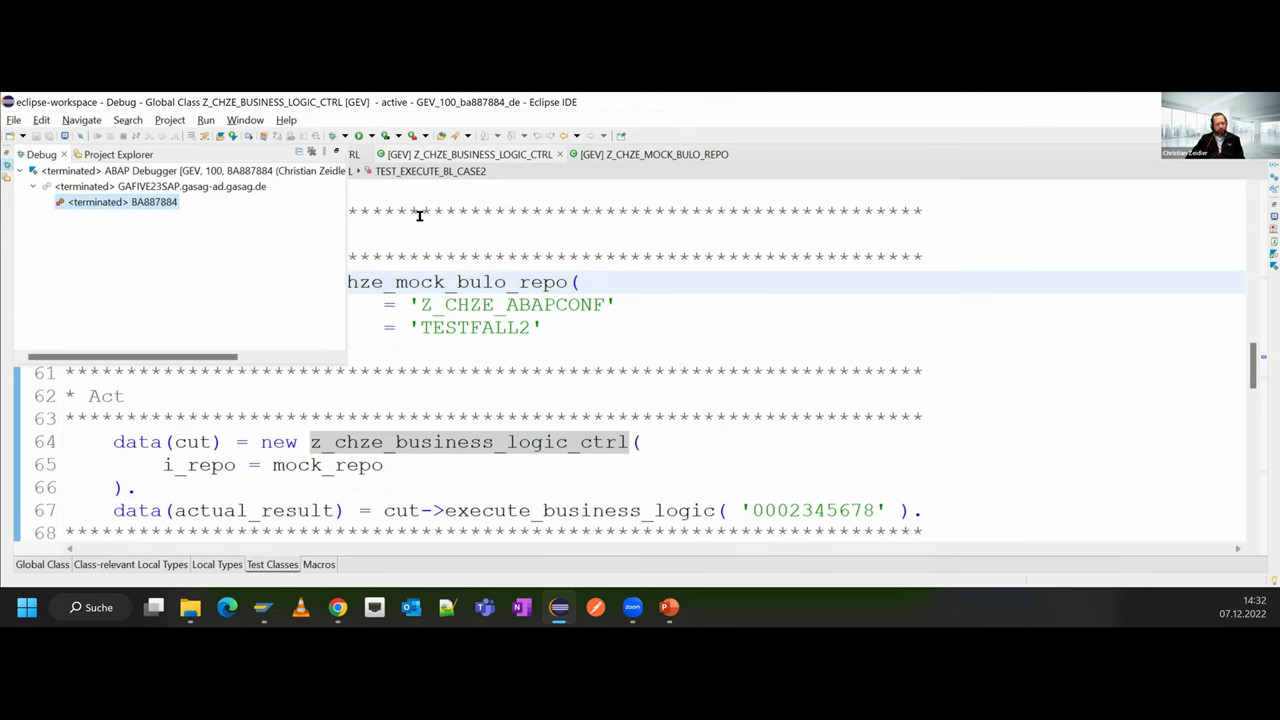 eclipse-workspace - Debug - Global Class Z_CHZE_BUSINESS_LOGIC_CTRL [GEV] - active - GEV_100_ba887884_de - Eclipse IDE
File Edit Navigate Search Project Run Window Help
Christian Zeidler
Debug Project Explorer
RL [GEV] Z_CHZE_BUSINESS_LOGIC_CTRL [GEV] Z_CHZE_MOCK_BULO_REPO
<terminated> ABAP Debugger [GEV, 100, BA887884 (Christian Zeidle
L TEST_EXECUTE_BL_CASE2
<terminated> GAFIVE23SAP.gasag-ad.gasag.de
<terminated> BA887884
***********************************************
***********************************************
hze_mock_bulo_repo(
= 'Z_CHZE_ABAPCONF'
= 'TESTFALL2'
61 **********************************************************************
62 * Act
63 **********************************************************************
64 data(cut) = new z_chze_business_logic_ctrl(
65 i_repo = mock_repo
66 ).
67 data(actual_result) = cut->execute_business_logic( '0002345678' ).
68 **********************************************************************
Global Class Class-relevant Local Types Local Types Test Classes Macros
Suche
14:32
07.12.2022